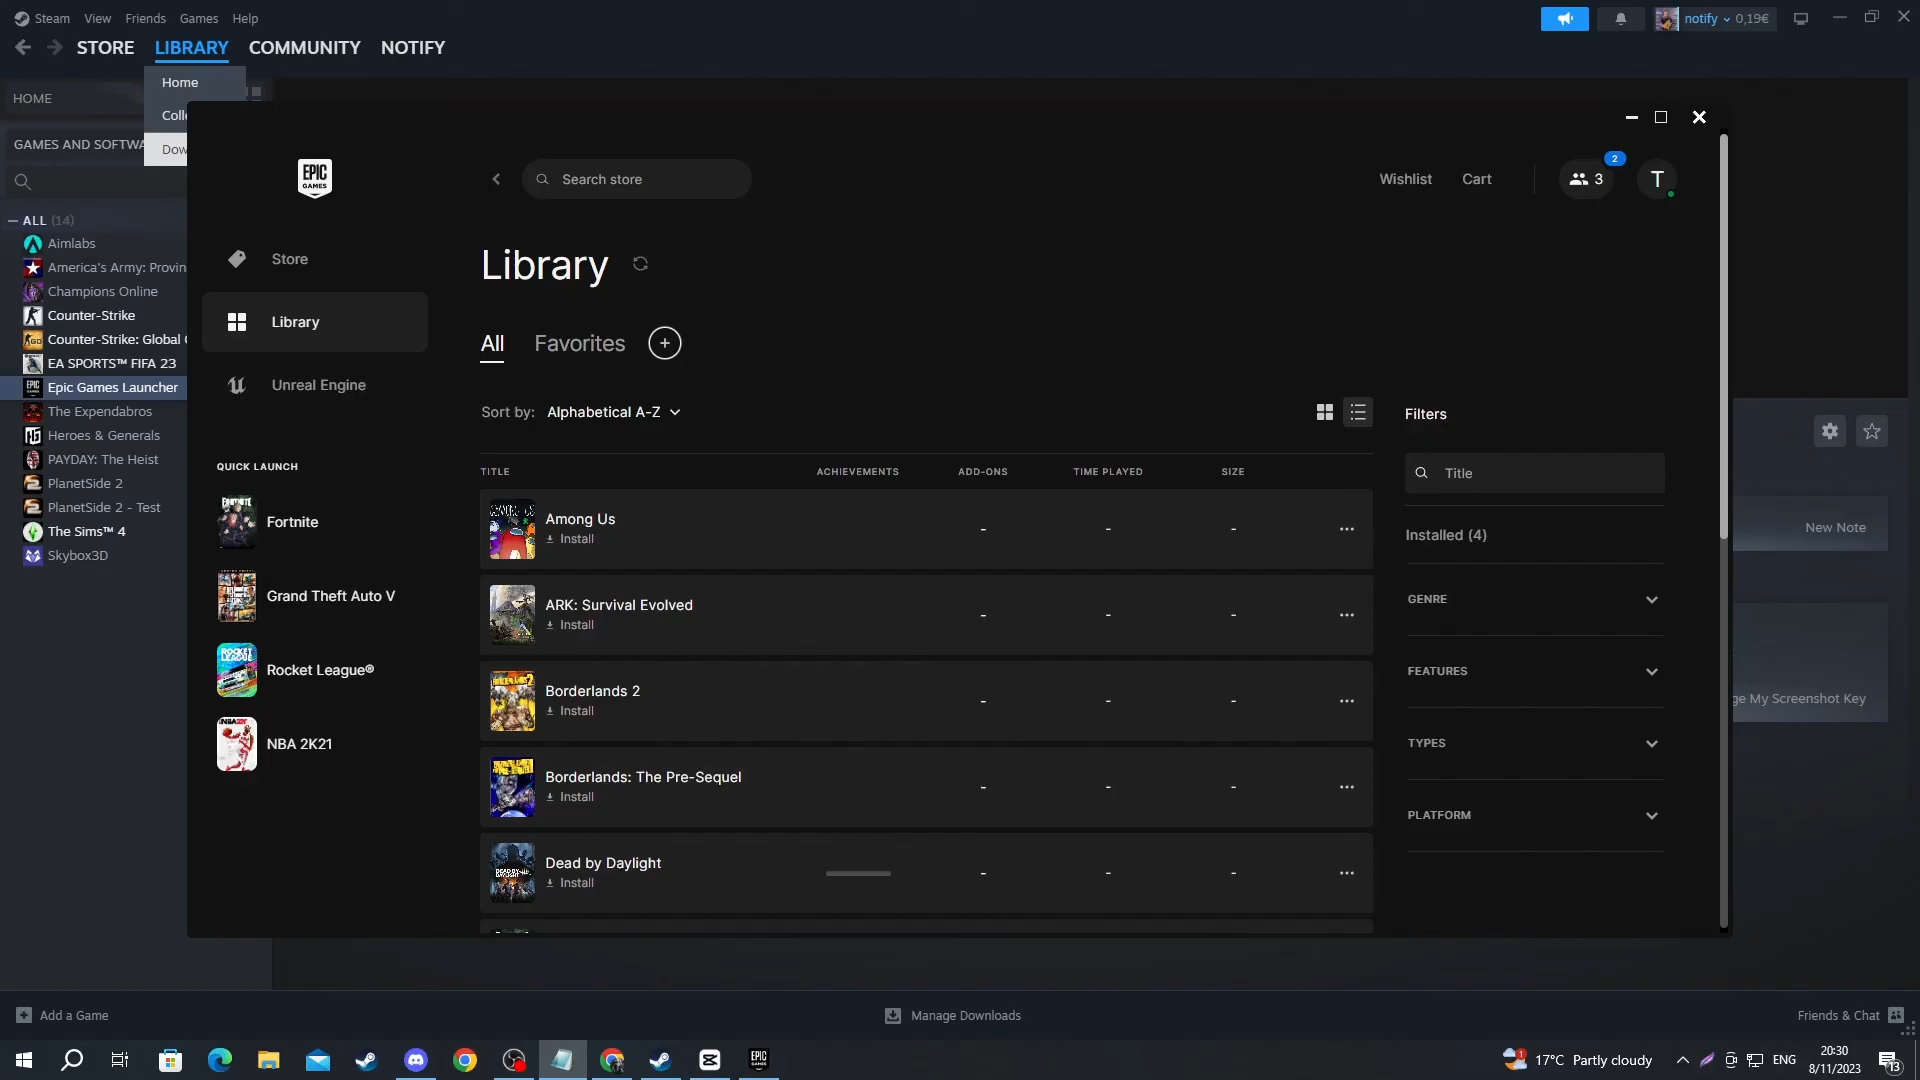 Steam View Friends Games Help
notify 0,19€
STORE LIBRARY COMMUNITY NOTIFY
Home
HOME
GAMES AND SOFTWA
EPIC GAMES
Search store
Wishlist Cart
2
3
T
ALL (14)
Aimlabs
America's Army: Provin
Champions Online
Counter-Strike
Counter-Strike: Global
EA SPORTS™ FIFA 23
Epic Games Launcher
The Expendabros
Heroes & Generals
PAYDAY: The Heist
PlanetSide 2
PlanetSide 2 - Test
The Sims™ 4
Skybox3D
Store
Library
Unreal Engine
QUICK LAUNCH
Fortnite
Grand Theft Auto V
Rocket League®
NBA 2K21
Library
All Favorites
Sort by: Alphabetical A-Z
TITLE ACHIEVEMENTS ADD-ONS TIME PLAYED SIZE
Among Us
Install
- - -
ARK: Survival Evolved
Install
- - -
Borderlands 2
Install
- - -
Borderlands: The Pre-Sequel
Install
- - -
Dead by Daylight
Install
- - -
Filters
Title
Installed (4)
GENRE
FEATURES
TYPES
PLATFORM
New Note
ge My Screenshot Key
Add a Game
Manage Downloads
Friends & Chat
17°C Partly cloudy
ENG
20:30
8/11/2023
13